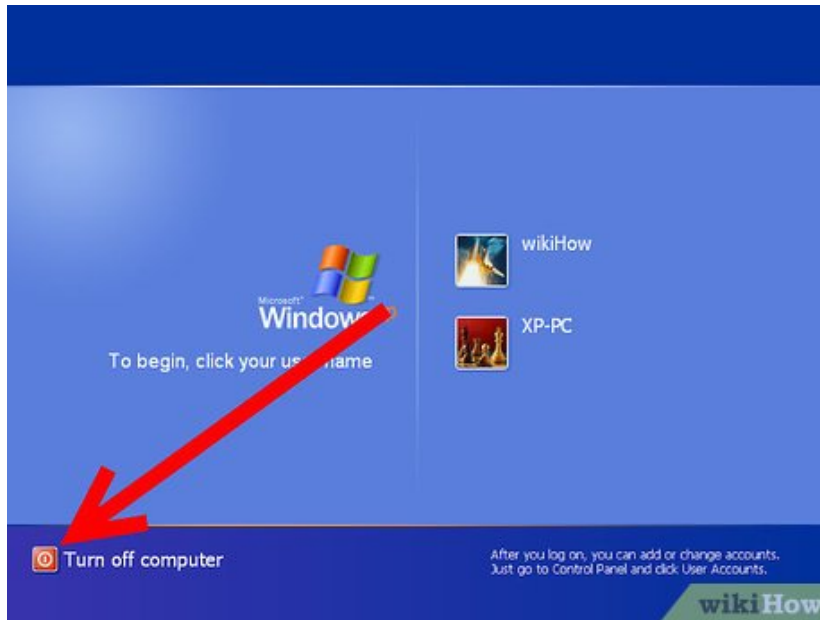 Microsoft®
Windows
To begin, click your user name
wikiHow
XP-PC
Turn off computer
After you log on, you can add or change accounts.
Just go to Control Panel and click User Accounts.
wikiHow